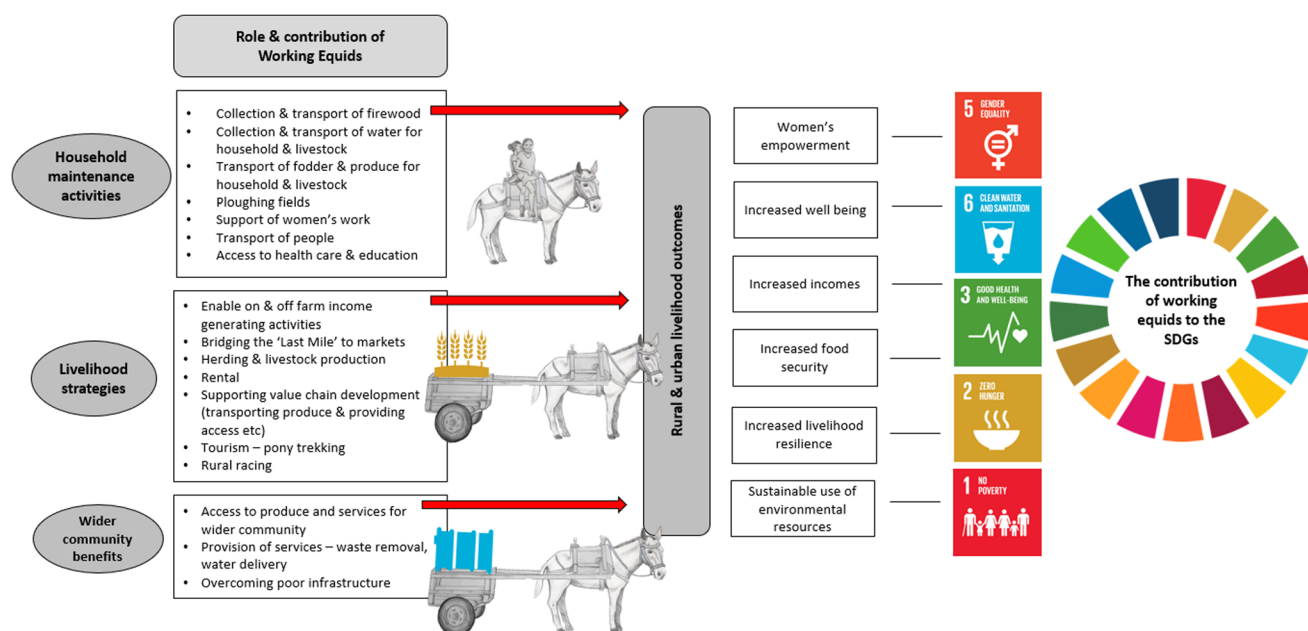 Role & contribution of
Working Equids
Household
maintenance
activities
• Collection & transport of firewood
• Collection & transport of water for
household & livestock
• Transport of fodder & produce for
household & livestock
• Ploughing fields
• Support of women's work
• Transport of people
• Access to health care & education
Livelihood
strategies
• Enable on & off farm income
generating activities
• Bridging the 'Last Mile' to markets
• Herding & livestock production
• Rental
• Supporting value chain development
(transporting produce & providing
access etc)
• Tourism – pony trekking
• Rural racing
Wider
community
benefits
• Access to produce and services for
wider community
• Provision of services – waste removal,
water delivery
• Overcoming poor infrastructure
Rural & urban livelihood outcomes
Women's
empowerment
Increased well being
Increased incomes
Increased food
security
Increased livelihood
resilience
Sustainable use of
environmental
resources
5 GENDER
EQUALITY
6 CLEAN WATER
AND SANITATION
3 GOOD HEALTH
AND WELL-BEING
2 ZERO
HUNGER
1 NO
POVERTY
The contribution
of working
equids to the
SDGs